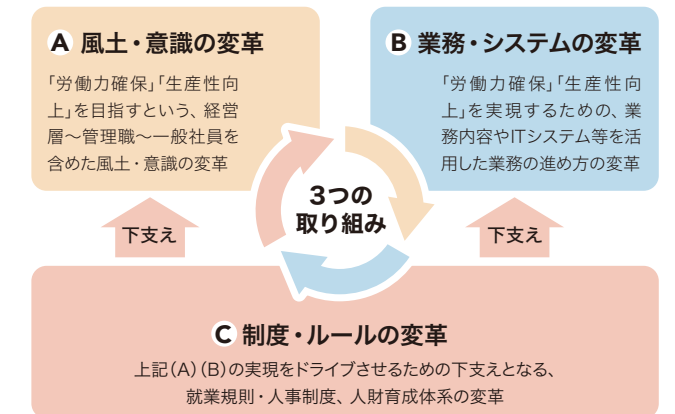 A 風土・意識の変革
「労働力確保」「生産性向
上」を目指すという、経営
層～管理職～一般社員を
含めた風土・意識の変革
B 業務・システムの変革
「労働力確保」「生産性向
上」を実現するための、業
務内容やITシステム等を活
用した業務の進め方の変革
3つの
取り組み
下支え
下支え
C 制度・ルールの変革
上記(A)(B)の実現をドライブさせるための下支えとなる、
就業規則・人事制度、人財育成体系の変革